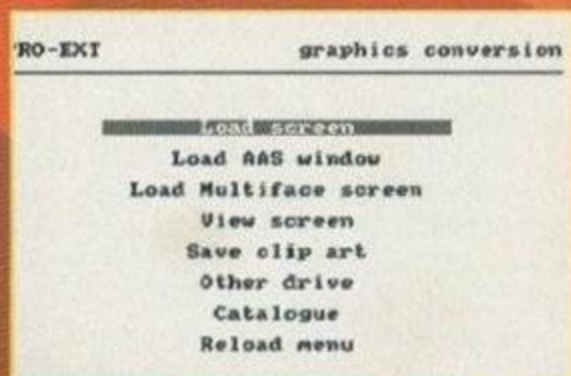 RO-EXT graphics conversion
Load screen
Load AAS window
Load Multiface screen
View screen
Save clip art
Other drive
Catalogue
Reload menu